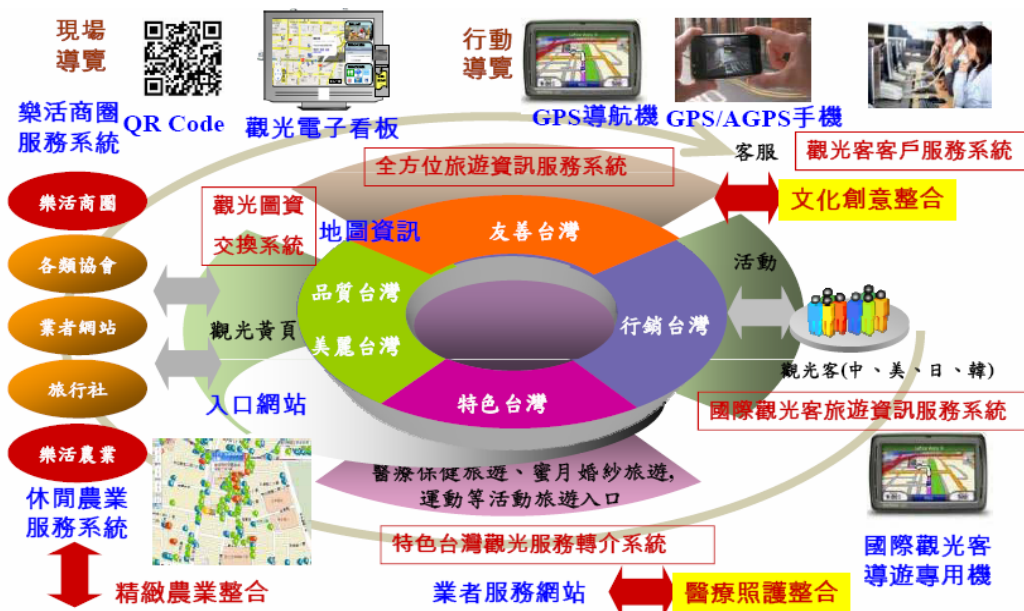 現場
導覽
行動
導覽
樂活商圈
服務系統
QR Code
觀光電子看板
GPS導航機
GPS/AGPS手機
客服
觀光客客戶服務系統
全方位旅遊資訊服務系統
文化創意整合
樂活商圈
觀光圖資
交換系統
地圖資訊
友善台灣
各類協會
品質台灣
活動
業者網站
觀光黃頁
美麗台灣
行銷台灣
觀光客(中、美、日、韓)
旅行社
入口網站
特色台灣
國際觀光客旅遊資訊服務系統
樂活農業
醫療保健旅遊、蜜月婚紗旅遊,
運動等活動旅遊入口
休閒農業
服務系統
特色台灣觀光服務轉介系統
國際觀光客
導遊專用機
精緻農業整合
業者服務網站
醫療照護整合